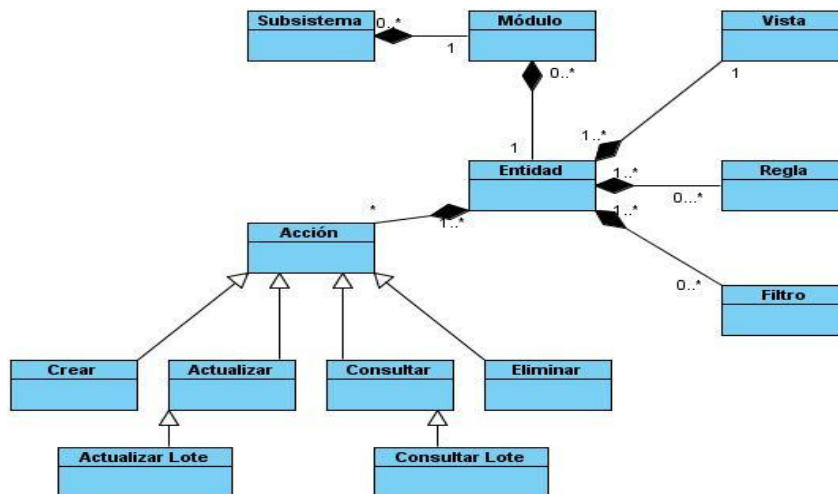 Subsistema
0..*
1
Módulo
0..*
1
Vista
1
1..*
Entidad
1..*
0...*
Regla
1..*
0..*
Filtro
*
1..*
Acción
Crear
Actualizar
Consultar
Eliminar
Actualizar Lote
Consultar Lote